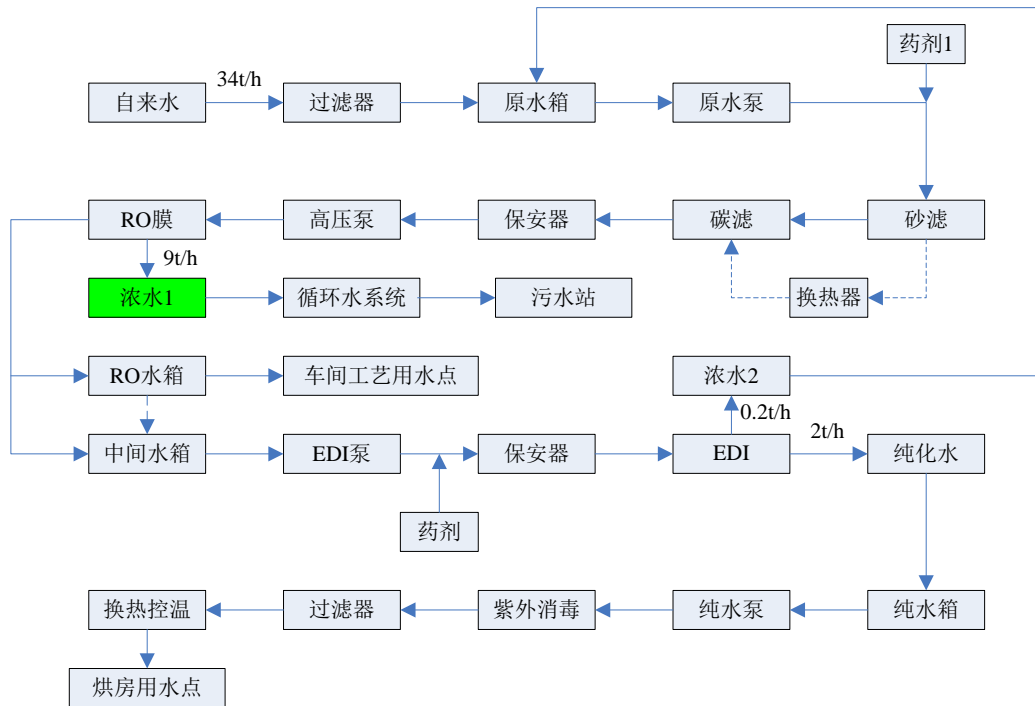 药剂1
34t/h
自来水
过滤器
原水箱
原水泵
RO膜
高压泵
保安器
碳滤
砂滤
9t/h
浓水1
循环水系统
污水站
换热器
RO水箱
车间工艺用水点
浓水2
0.2t/h
2t/h
中间水箱
EDI泵
保安器
EDI
纯化水
药剂
换热控温
过滤器
紫外消毒
纯水泵
纯水箱
烘房用水点